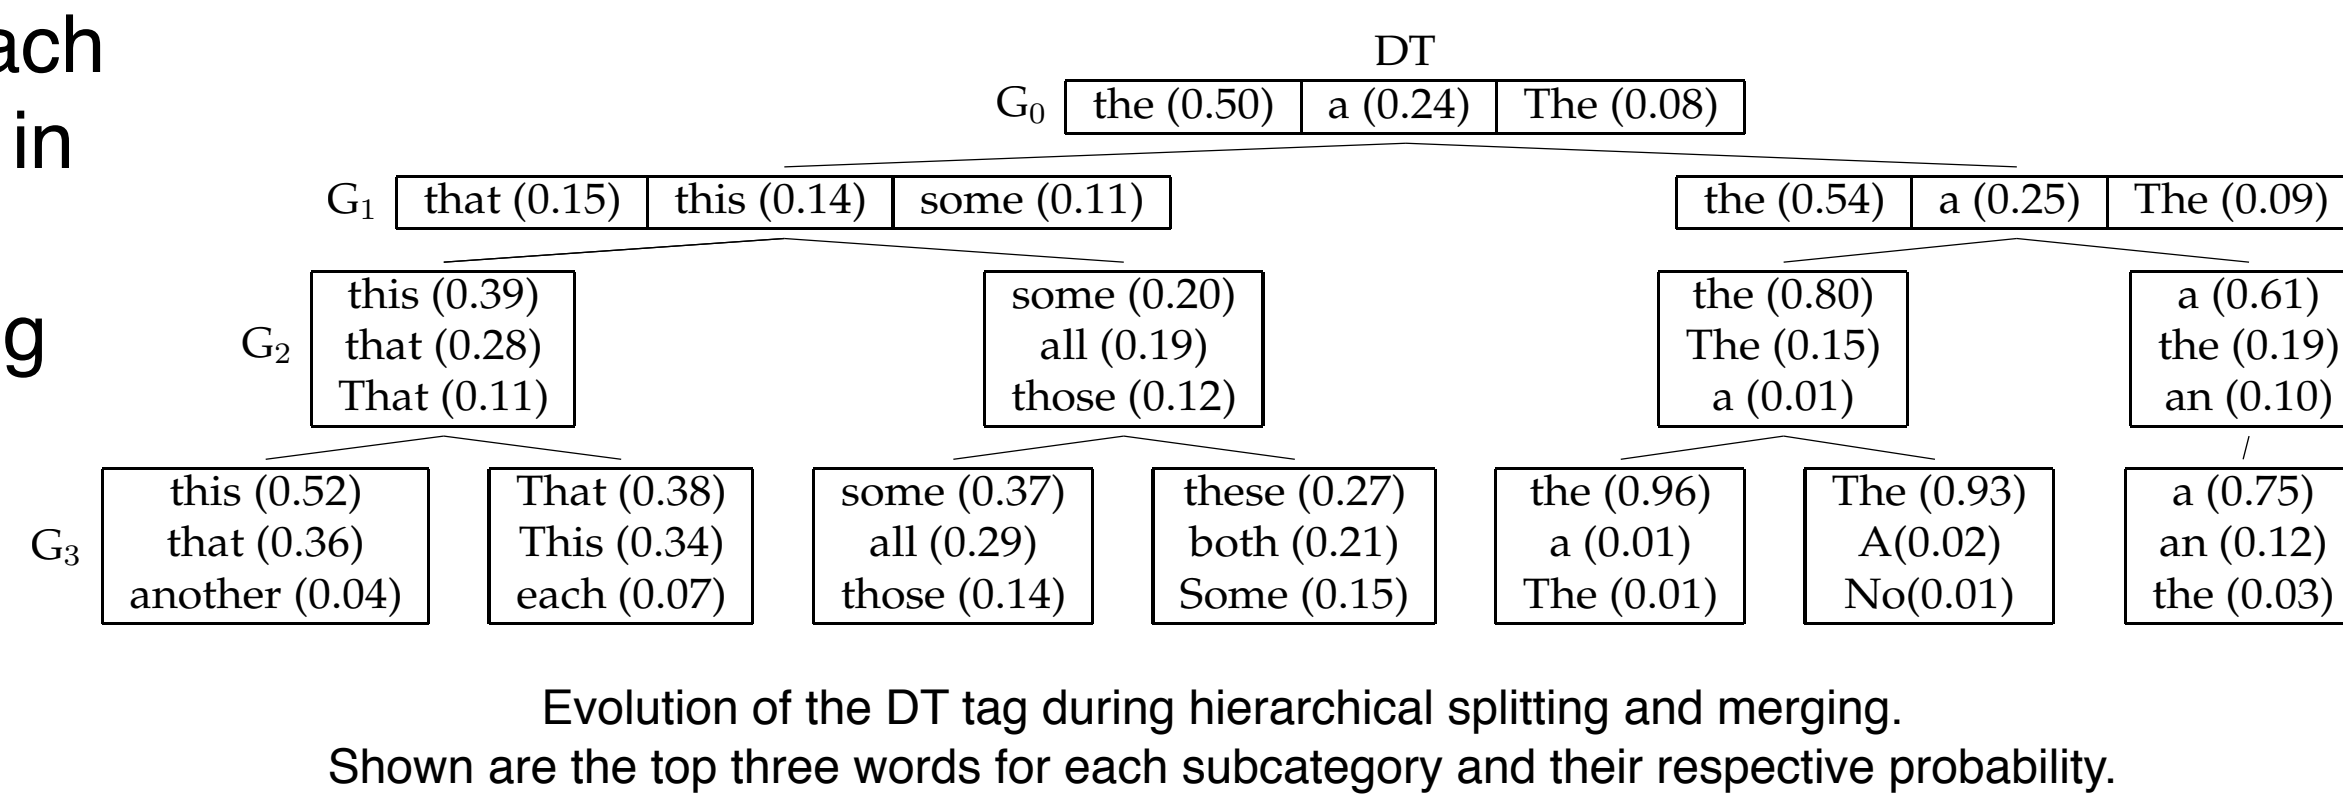 ach
in
g
DT
G₀ the (0.50) a (0.24) The (0.08)
G₁ that (0.15) this (0.14) some (0.11) the (0.54) a (0.25) The (0.09)
this (0.39) some (0.20) the (0.80) a (0.61)
G₂ that (0.28) all (0.19) The (0.15) the (0.19)
That (0.11) those (0.12) a (0.01) an (0.10)
this (0.52) That (0.38) some (0.37) these (0.27) the (0.96) The (0.93) a (0.75)
G₃ that (0.36) This (0.34) all (0.29) both (0.21) a (0.01) A(0.02) an (0.12)
another (0.04) each (0.07) those (0.14) Some (0.15) The (0.01) No(0.01) the (0.03)
Evolution of the DT tag during hierarchical splitting and merging.
Shown are the top three words for each subcategory and their respective probability.